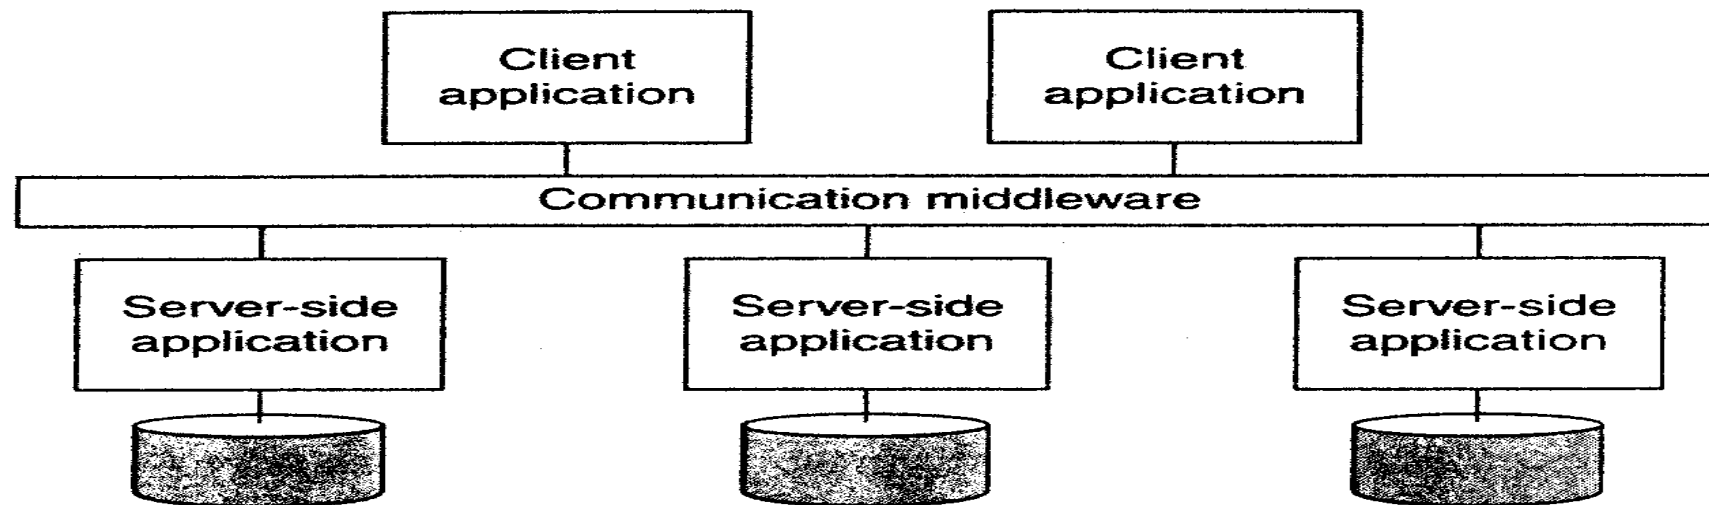 Client
application
Client
application
Communication middleware
Server-side
application
Server-side
application
Server-side
application